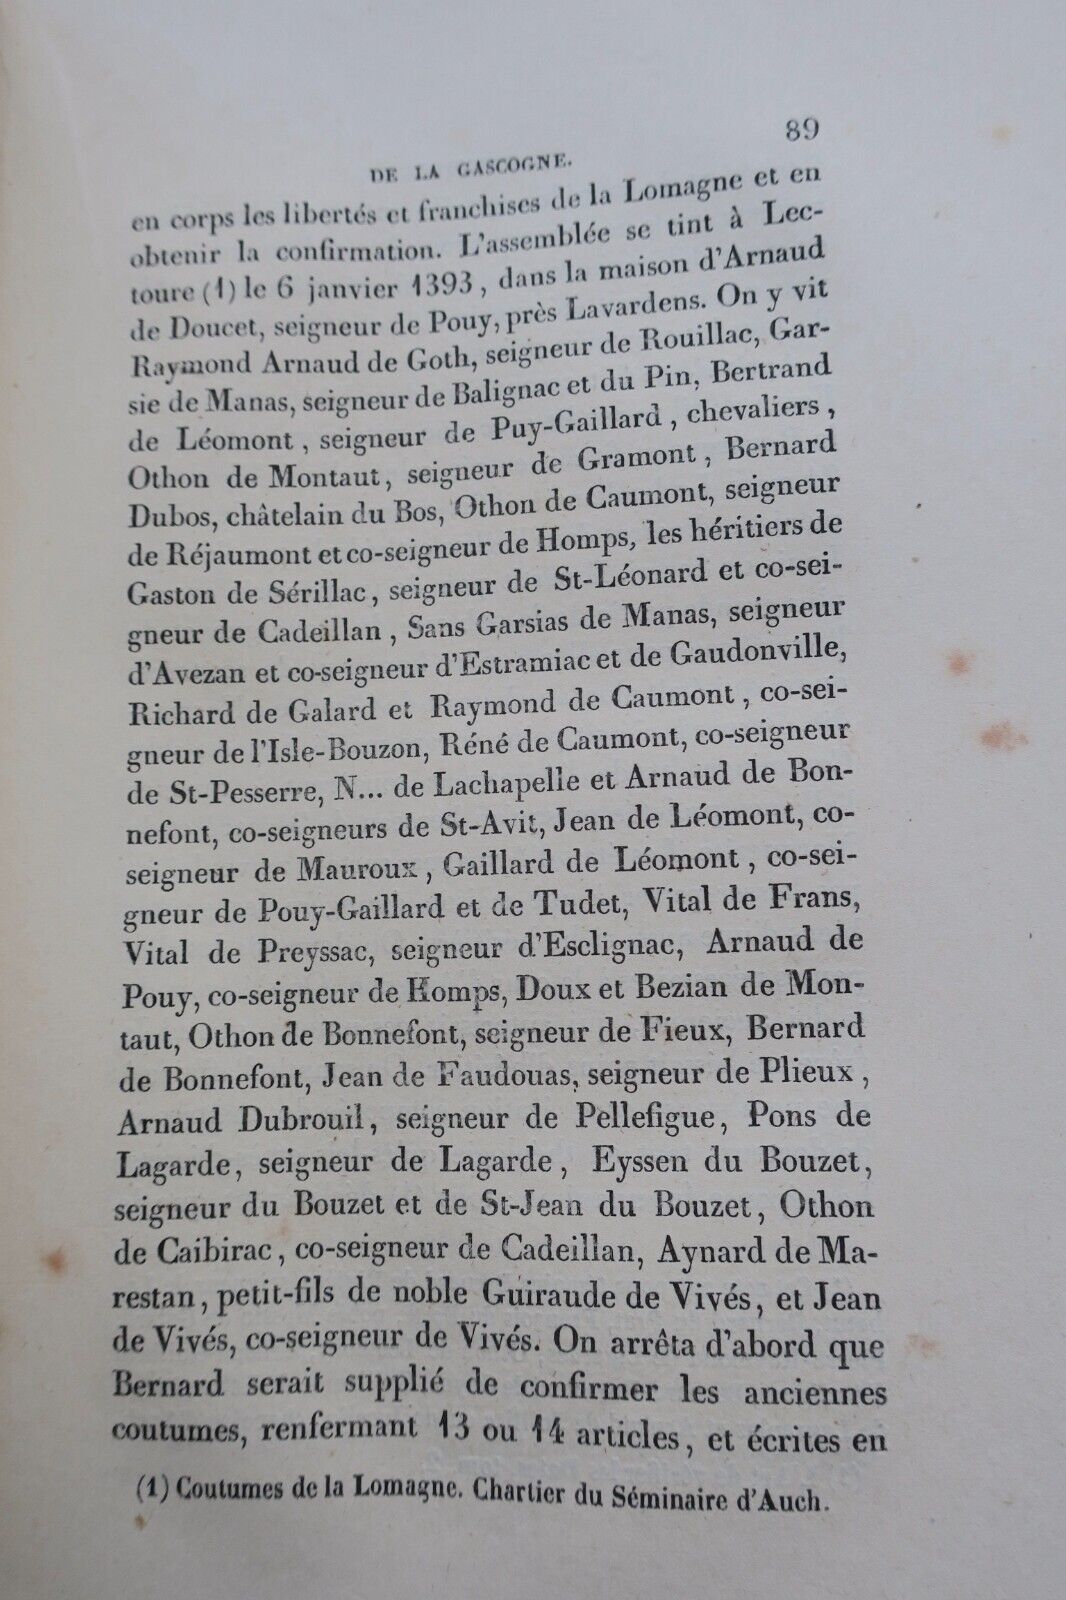 89
DE LA GASCOGNE.
en corps les libertés et franchises de la Lomagne et en
obtenir la confirmation. L'assemblée se tint à Lec-
toure (1) le 6 janvier 1393, dans la maison d'Arnaud
de Doucet, seigneur de Pouy, près Lavardens. On y vit
Raymond Arnaud de Goth, seigneur de Rouillac, Gar-
sie de Manas, seigneur de Balignac et du Pin, Bertrand
de Léomont, seigneur de Puy-Gaillard, chevaliers,
Othon de Montaut, seigneur de Gramont, Bernard
Dubos, châtelain du Bos, Othon de Caumont, seigneur
de Réjaumont et co-seigneur de Homps, les héritiers de
Gaston de Sérillac, seigneur de St-Léonard et co-sei-
gneur de Cadeillan, Sans Garsias de Manas, seigneur
d'Avezan et co-seigneur d'Estramiac et de Gaudonville,
Richard de Galard et Raymond de Caumont, co-sei-
gneur de l'Isle-Bouzon, Réné de Caumont, co-seigneur
de St-Pesserre, N... de Lachapelle et Arnaud de Bon-
nefont, co-seigneurs de St-Avit, Jean de Léomont, co-
seigneur de Mauroux, Gaillard de Léomont, co-sei-
gneur de Pouy-Gaillard et de Tudet, Vital de Frans,
Vital de Preyssac, seigneur d'Esclignac, Arnaud de
Pouy, co-seigneur de Homps, Doux et Bezian de Mon-
taut, Othon de Bonnefont, seigneur de Fieux, Bernard
de Bonnefont, Jean de Faudouas, seigneur de Plieux,
Arnaud Dubrouil, seigneur de Pellefigue, Pons de
Lagarde, seigneur de Lagarde, Eyssen du Bouzet,
seigneur du Bouzet et de St-Jean du Bouzet, Othon
de Caibirac, co-seigneur de Cadeillan, Aynard de Ma-
restan, petit-fils de noble Guiraude de Vivés, et Jean
de Vivés, co-seigneur de Vivés. On arrêta d'abord que
Bernard serait supplié de confirmer les anciennes
coutumes, renfermant 13 ou 14 articles, et écrites en
(1) Coutumes de la Lomagne. Chartier du Séminaire d'Auch.